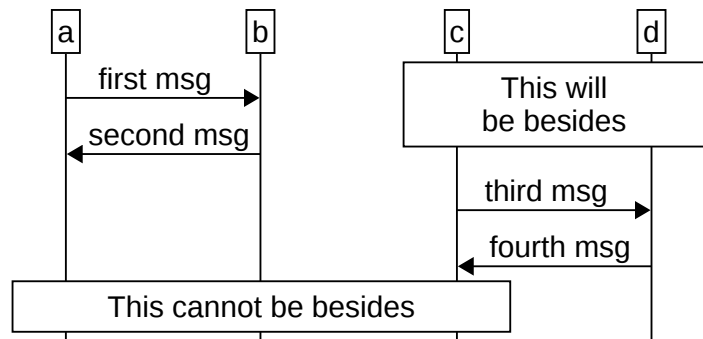 a
b
c
d
first msg
This will
be besides
second msg
third msg
fourth msg
This cannot be besides